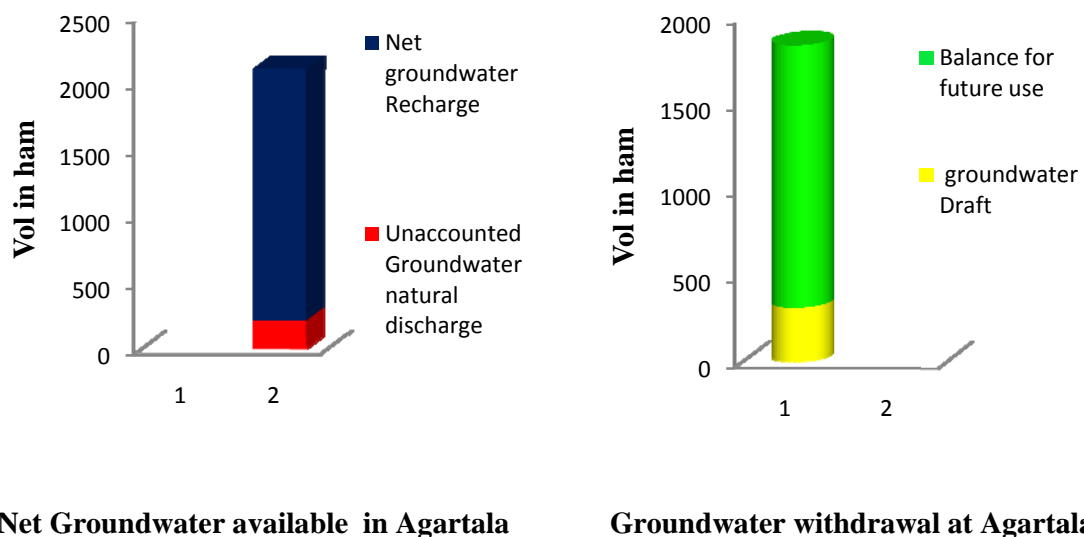 Vol in ham
2500
2000
1500
1000
500
0
1 2
Net
groundwater
Recharge
Unaccounted
Groundwater
natural
discharge
Net Groundwater available in Agartala
Vol in ham
2000
1500
1000
500
0
1 2
Balance for
future use
groundwater
Draft
Groundwater withdrawal at Agartala